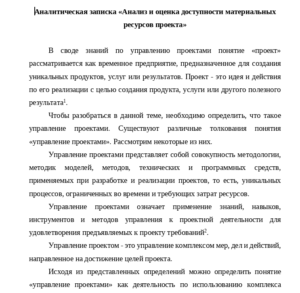 Аналитическая записка «Анализ и оценка доступности материальных
ресурсов проекта»
В своде знаний по управлению проектами понятие «проект»
рассматривается как временное предприятие, предназначенное для создания
уникальных продуктов, услуг или результатов. Проект - это идея и действия
по его реализации с целью создания продукта, услуги или другого полезного
результата¹.
Чтобы разобраться в данной теме, необходимо определить, что такое
управление проектами. Существуют различные толкования понятия
«управление проектами». Рассмотрим некоторые из них.
Управление проектами представляет собой совокупность методологии,
методик моделей, методов, технических и программных средств,
применяемых при разработке и реализации проектов, то есть, уникальных
процессов, ограниченных во времени и требующих затрат ресурсов.
Управление проектами означает применение знаний, навыков,
инструментов и методов управления к проектной деятельности для
удовлетворения предъявляемых к проекту требований².
Управление проектом - это управление комплексом мер, дел и действий,
направленное на достижение целей проекта.
Исходя из представленных определений можно определить понятие
«управление проектами» как деятельность по использованию комплекса